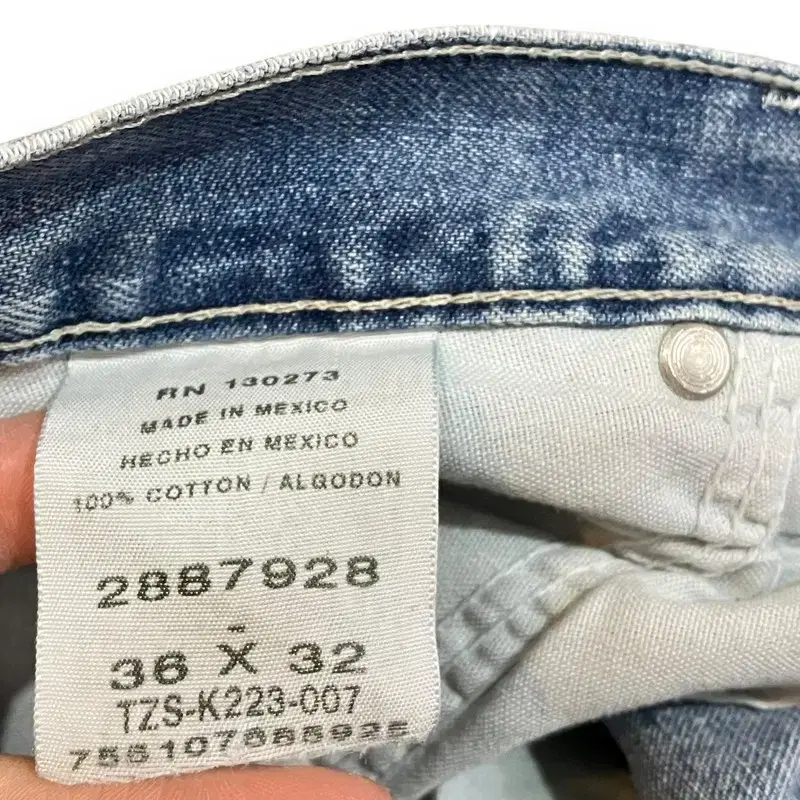 RN 130273
MADE IN MEXICO
HECHO EN MEXICO
100% COTTON / ALGODON
2887928
36 X 32
TZS-K223-007